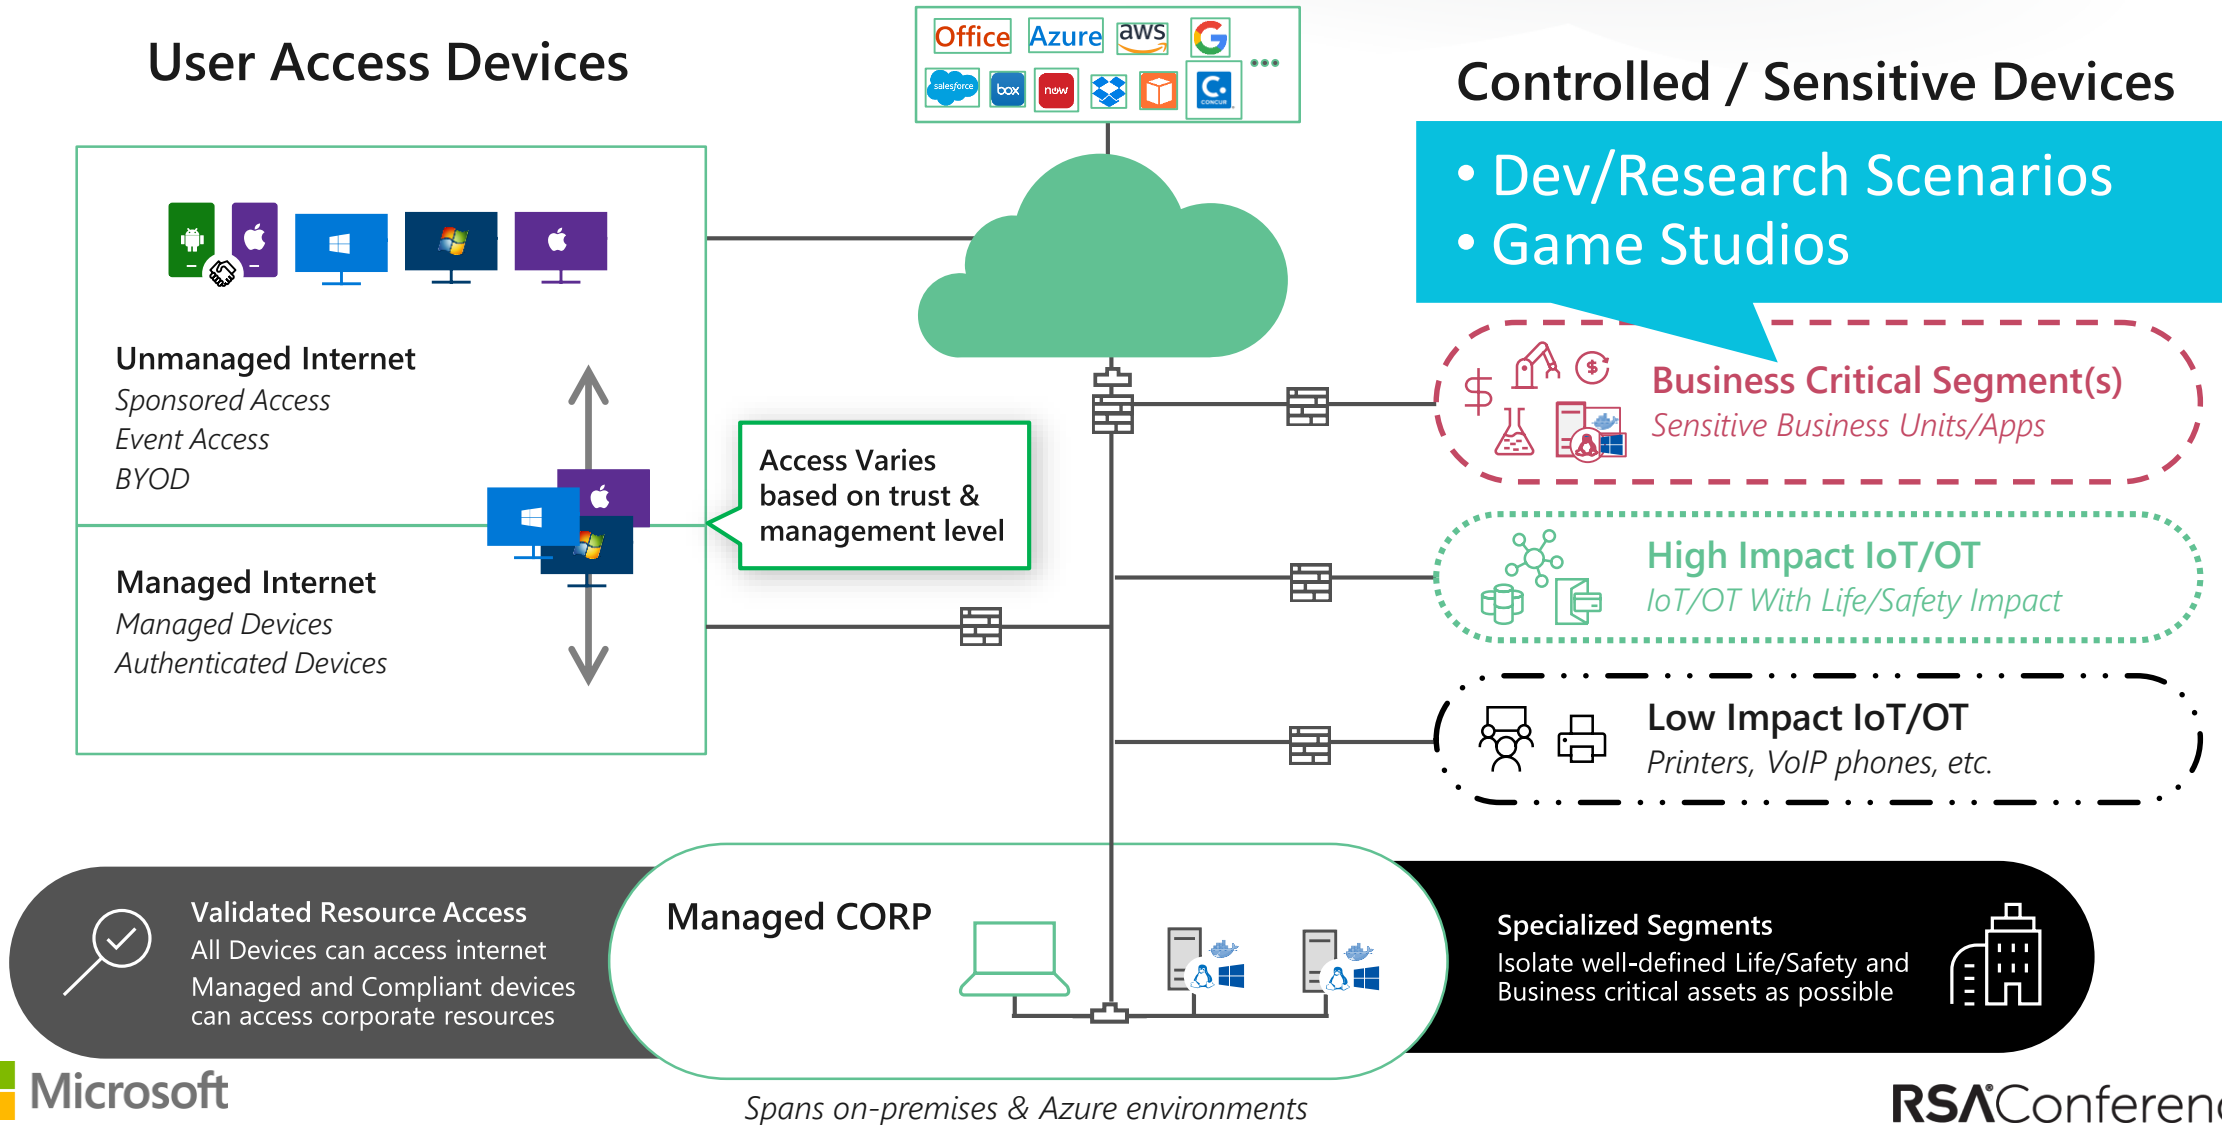 User Access Devices
Office Azure aws
salesforce box now CONCUR
Controlled / Sensitive Devices
• Dev/Research Scenarios
• Game Studios
Unmanaged Internet
Sponsored Access
Event Access
BYOD
Managed Internet
Managed Devices
Authenticated Devices
Access Varies
based on trust &
management level
Business Critical Segment(s)
Sensitive Business Units/Apps
High Impact IoT/OT
IoT/OT With Life/Safety Impact
Low Impact IoT/OT
Printers, VoIP phones, etc.
Validated Resource Access
All Devices can access internet
Managed and Compliant devices
can access corporate resources
Managed CORP
Specialized Segments
Isolate well-defined Life/Safety and
Business critical assets as possible
Microsoft
Spans on-premises & Azure environments
RSAConferenc